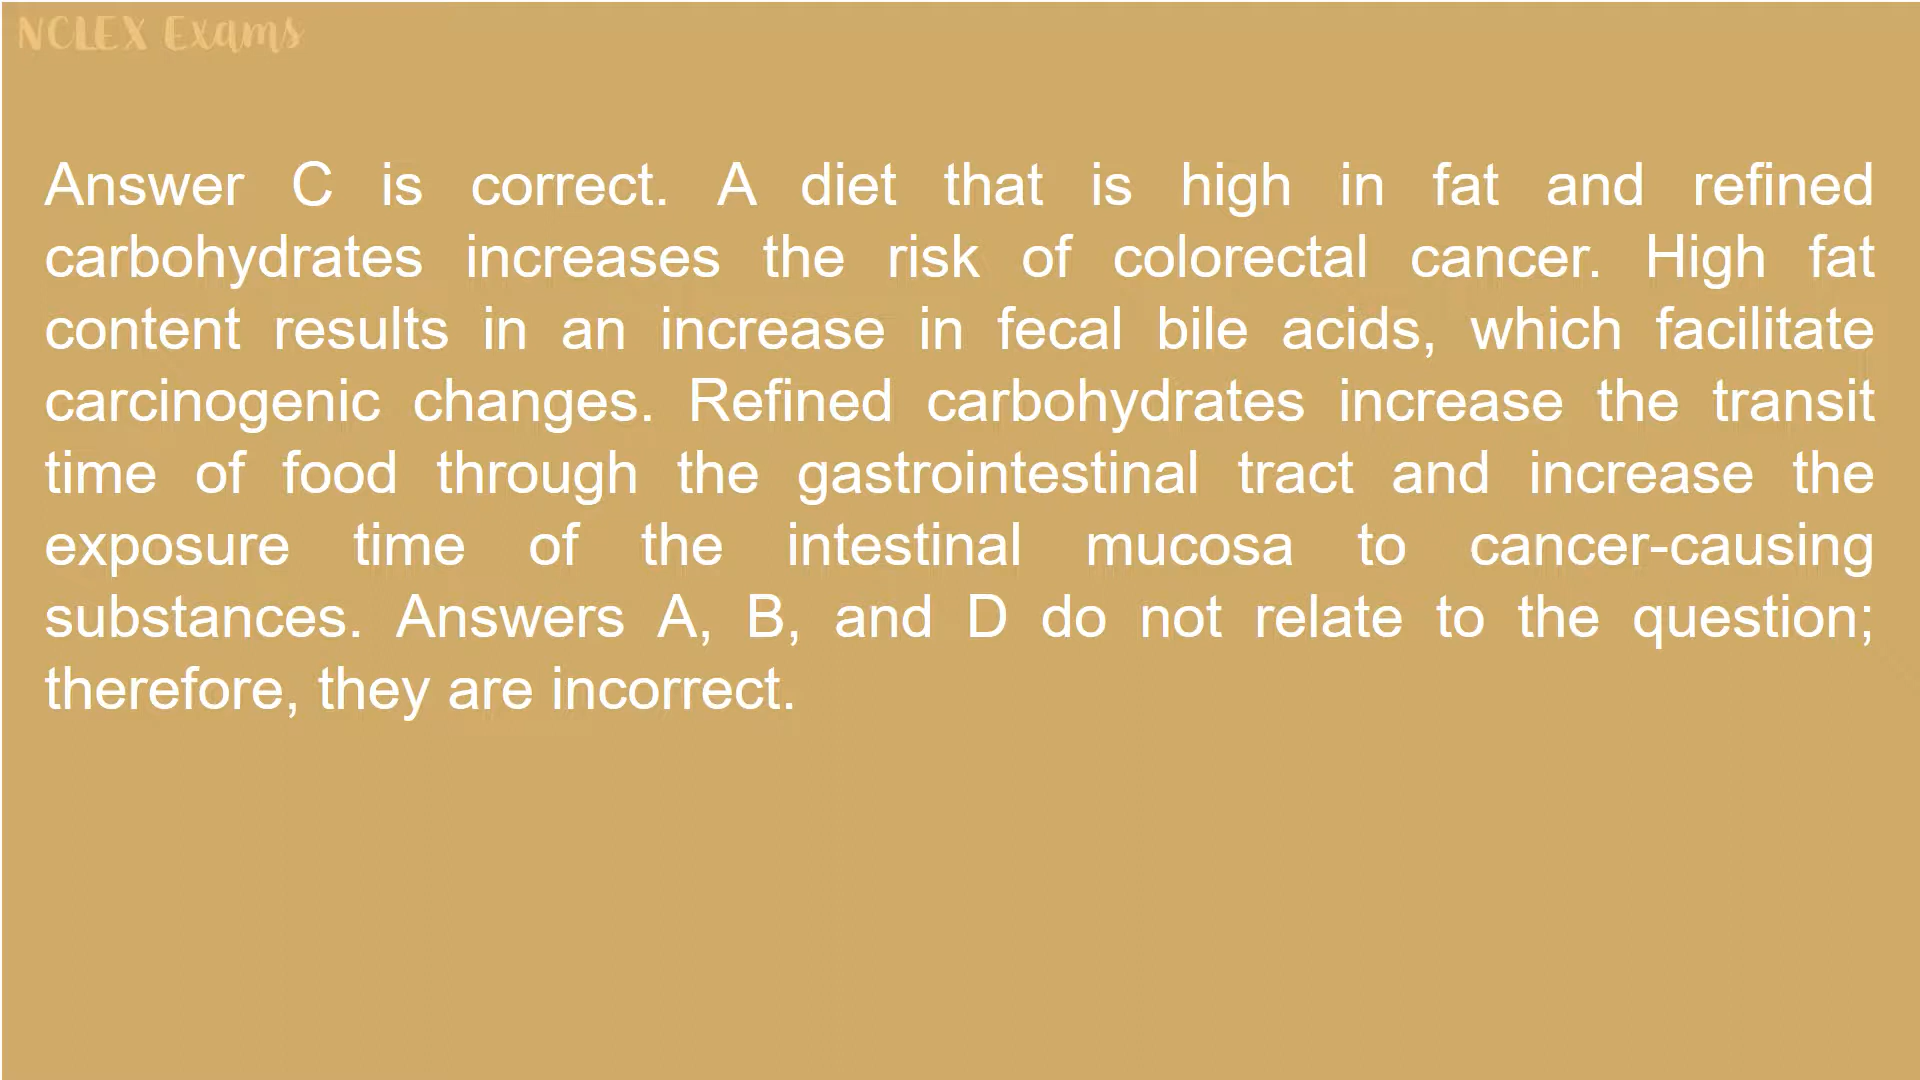 NCLEX Exams
Answer C is correct. A diet that is high in fat and refined
carbohydrates increases the risk of colorectal cancer. High fat
content results in an increase in fecal bile acids, which facilitate
carcinogenic changes. Refined carbohydrates increase the transit
time of food through the gastrointestinal tract and increase the
exposure time of the intestinal mucosa to cancer-causing
substances. Answers A, B, and D do not relate to the question;
therefore, they are incorrect.